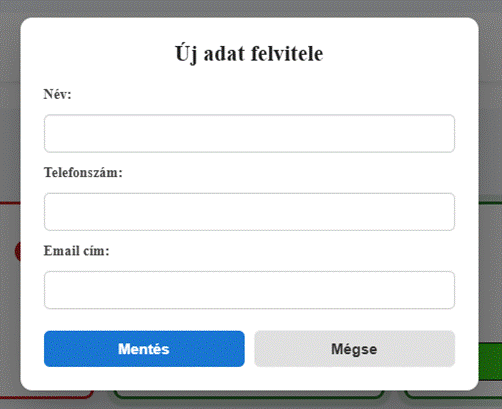 Új adat felvitele
Név:
Telefonszám:
Email cím:
Mentés
Mégse